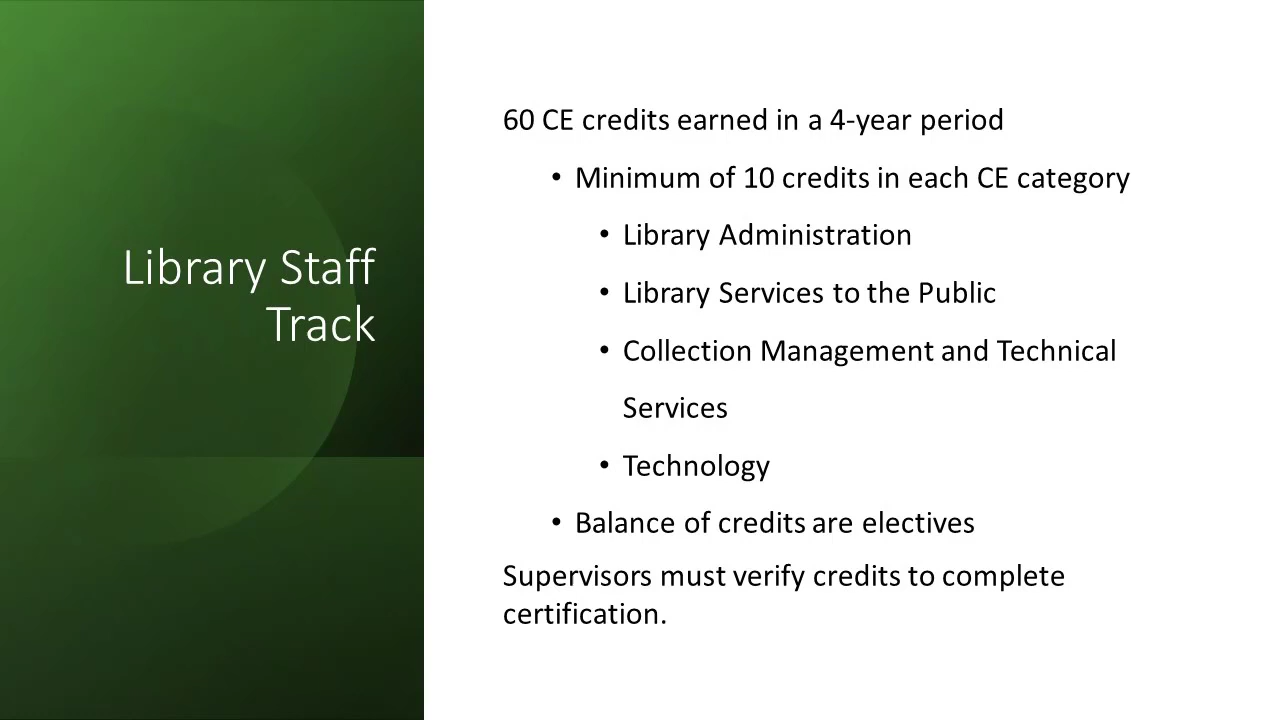 Library Staff
Track
60 CE credits earned in a 4-year period
• Minimum of 10 credits in each CE category
• Library Administration
• Library Services to the Public
• Collection Management and Technical
Services
• Technology
• Balance of credits are electives
Supervisors must verify credits to complete
certification.